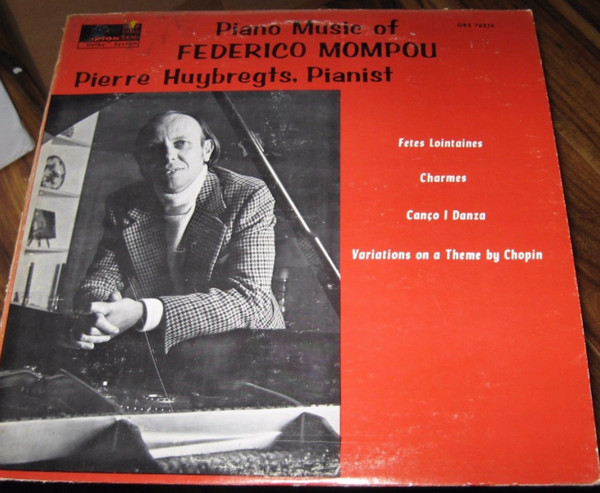 Piano Music of
FEDERICO MOMPOU
Pierre Huybregts, Pianist
Fetes Lointaines
Charmes
Canço I Danza
Variations on a Theme by Chopin